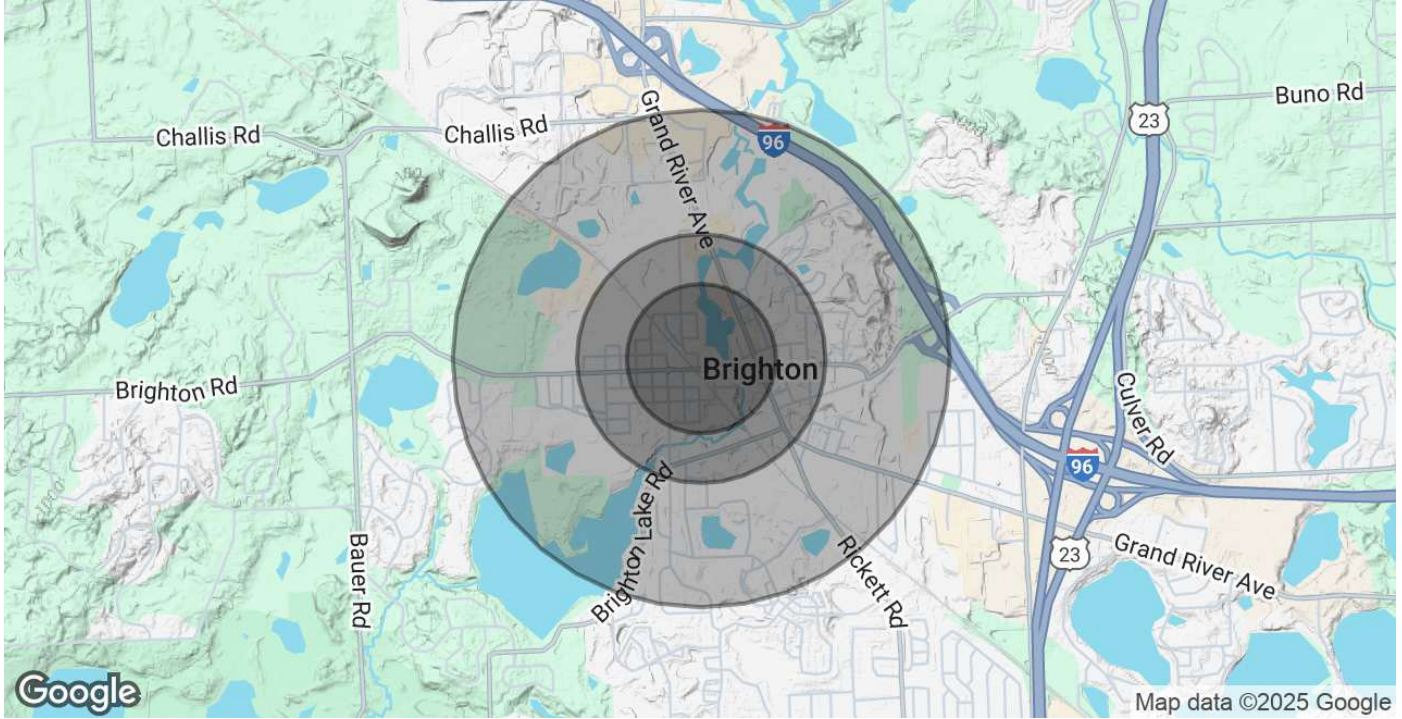 Buno Rd
23
Challis Rd
Challis Rd
96
Grand River Ave
Brighton Rd
Brighton
Culver Rd
96
Brighton Lake Rd
Bauer Rd
Rickett Rd
23
Grand River Ave
Google
Map data ©2025 Google